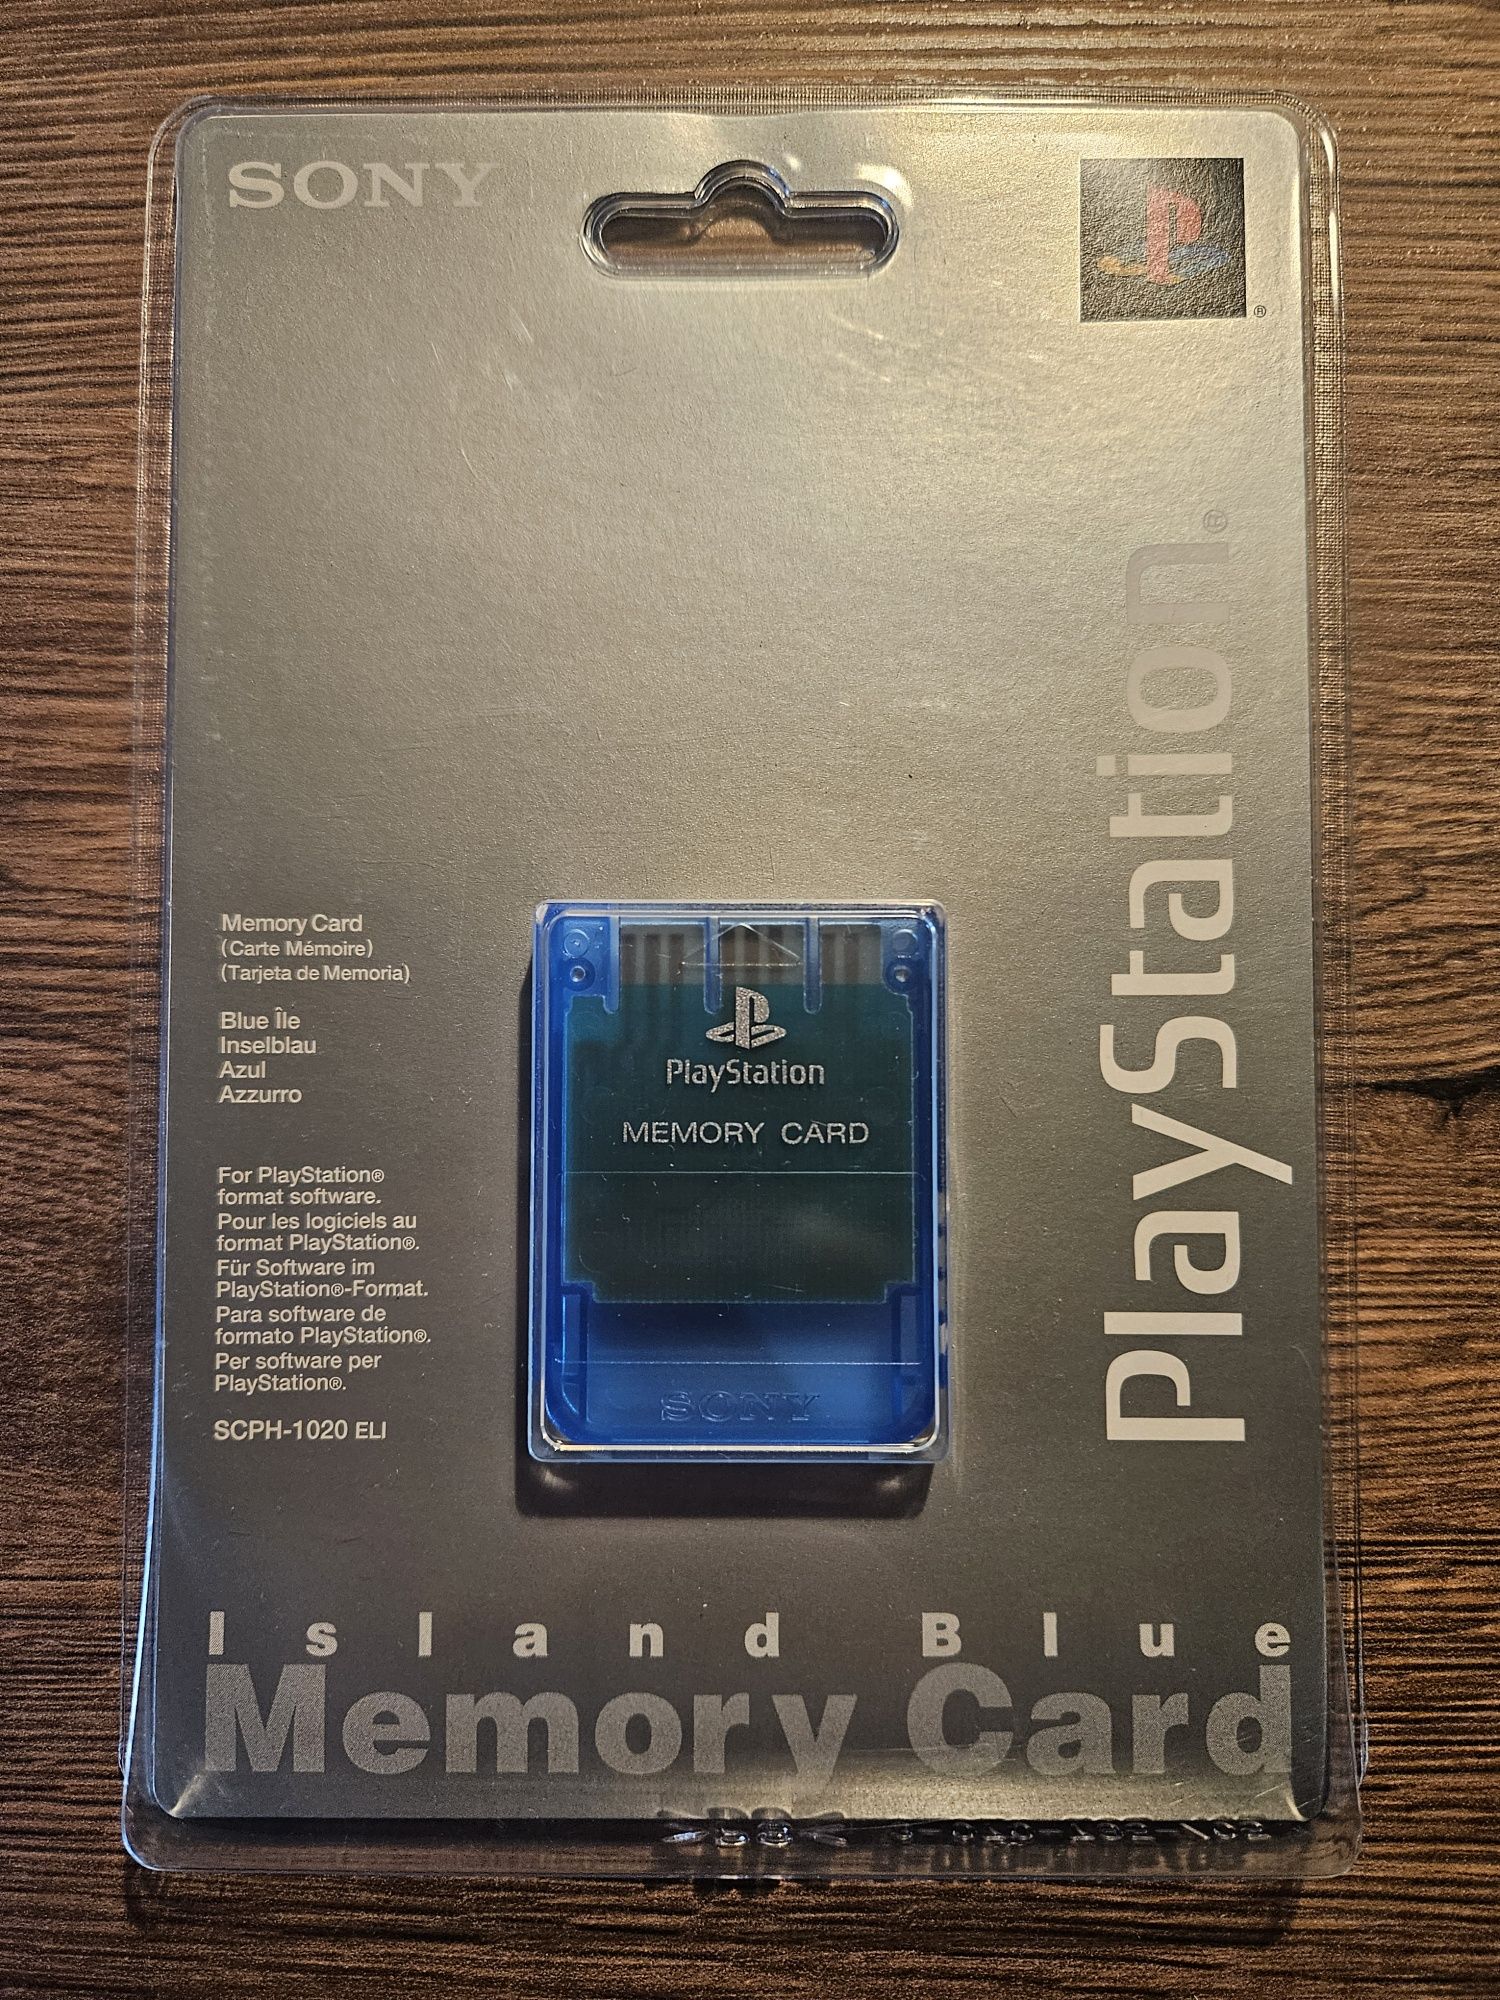 SONY
®
PlayStation®
Memory Card
(Carte Mémoire)
(Tarjeta de Memoria)
Blue Île
Inselblau
Azul
Azzurro
For PlayStation®
format software.
Pour les logiciels au
format PlayStation®.
Für Software im
PlayStation®-Format.
Para software de
formato PlayStation®.
Per software per
PlayStation®.
SCPH-1020 ELI
PlayStation
MEMORY CARD
SONY
Island Blue
Memory Card